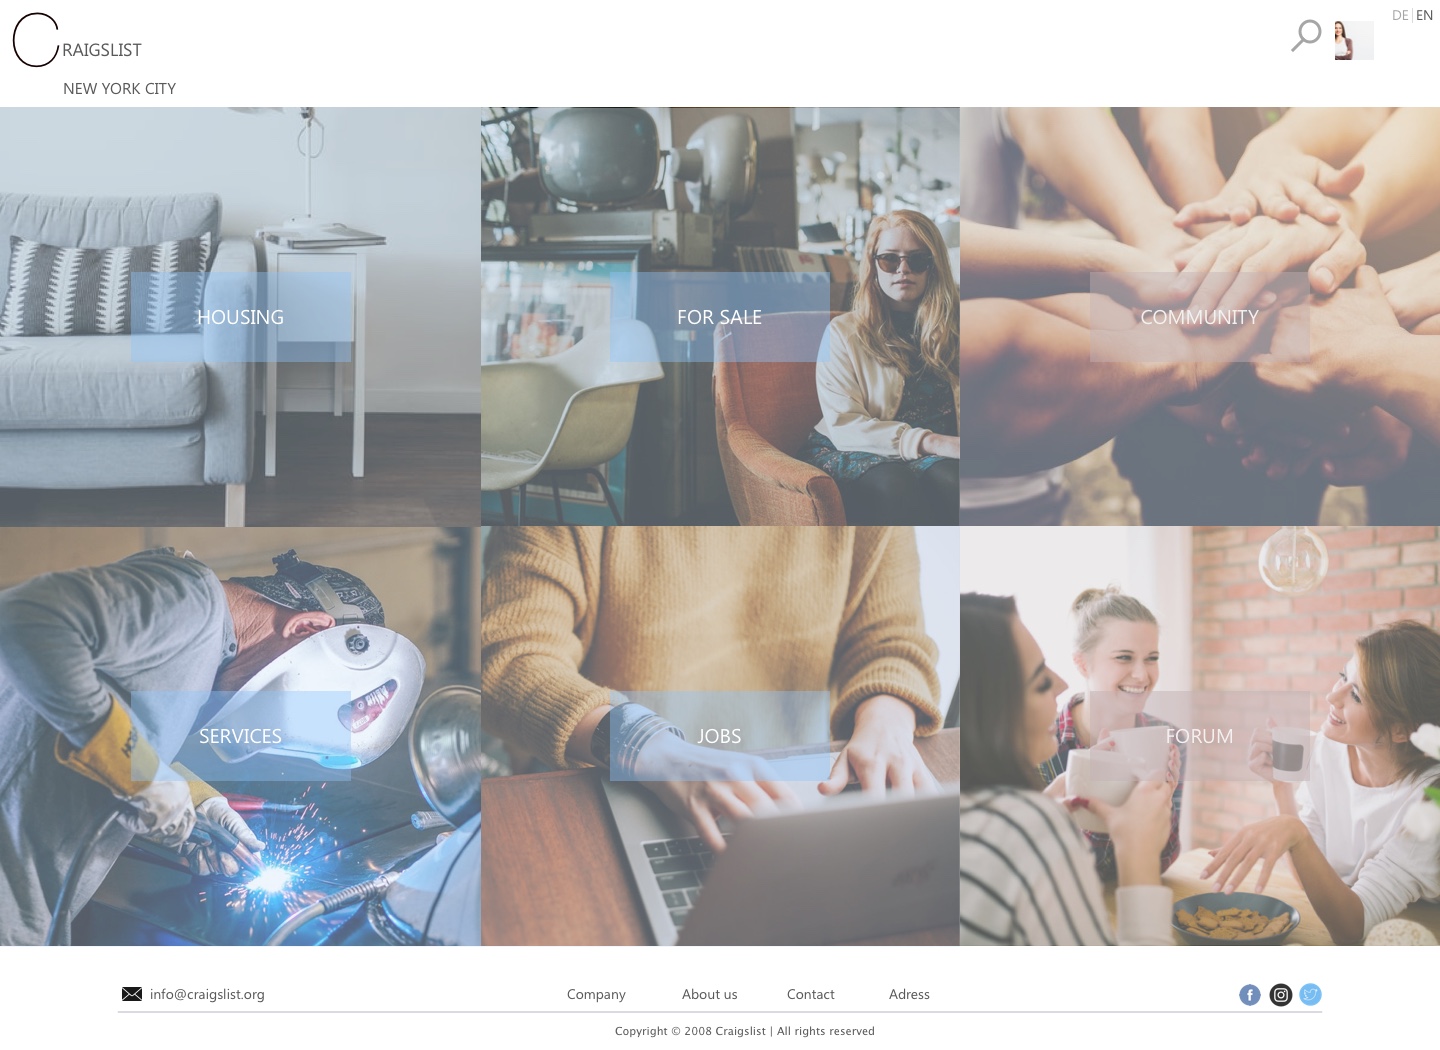 DE | EN
CRAIGSLIST
NEW YORK CITY
HOUSING
FOR SALE
COMMUNITY
SERVICES
JOBS
FORUM
info@craigslist.org
Company
About us
Contact
Adress
Copyright © 2008 Craigslist | All rights reserved